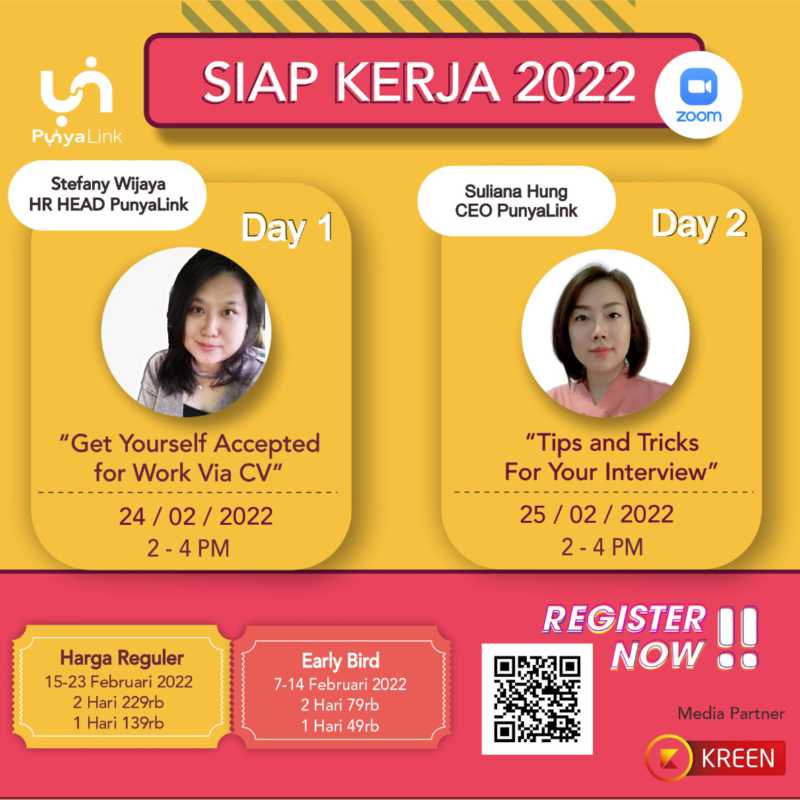 SIAP KERJA 2022
zoom
PunyaLink
Stefany Wijaya
HR HEAD PunyaLink
Day 1
"Get Yourself Accepted
for Work Via CV"
24 / 02 / 2022
2 - 4 PM
Suliana Hung
CEO PunyaLink
Day 2
"Tips and Tricks
For Your Interview"
25 / 02 / 2022
2 - 4 PM
Harga Reguler
15-23 Februari 2022
2 Hari 229rb
1 Hari 139rb
Early Bird
7-14 Februari 2022
2 Hari 79rb
1 Hari 49rb
REGISTER
NOW !!
Media Partner
KREEN